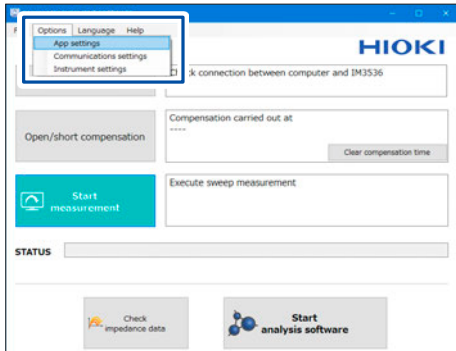 Options Language Help
App settings
Communications settings
Instrument settings
HIOKI
ck connection between computer and IM3536
Open/short compensation
Compensation carried out at
----
Clear compensation time
Start
measurement
Execute sweep measurement
STATUS
Check
impedance data
Start
analysis software